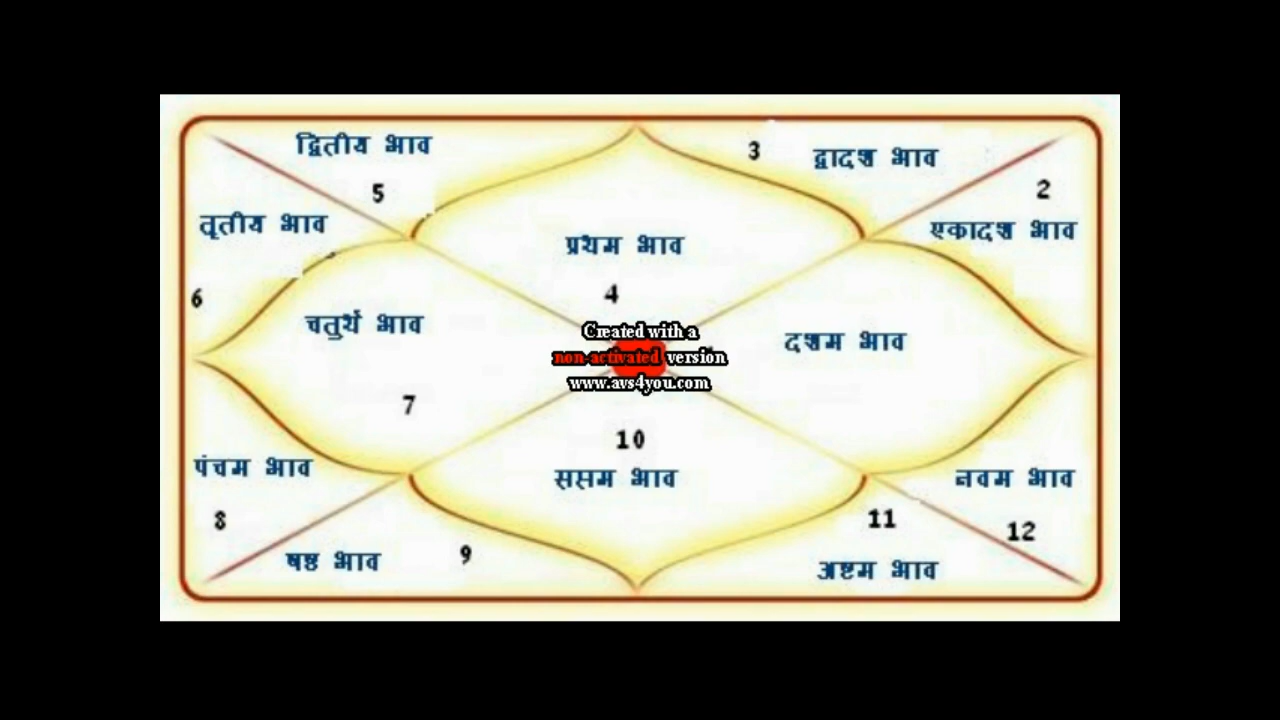 द्वितीय भाव
3
द्वादश भाव
5
2
तृतीय भाव
एकादश भाव
प्रथम भाव
6
4
चतुर्थ भाव
Created with a
दशम भाव
non-activated version
www.avs4you.com
7
10
पंचम भाव
सप्तम भाव
नवम भाव
8
11
12
षष्ठ भाव
9
अष्टम भाव